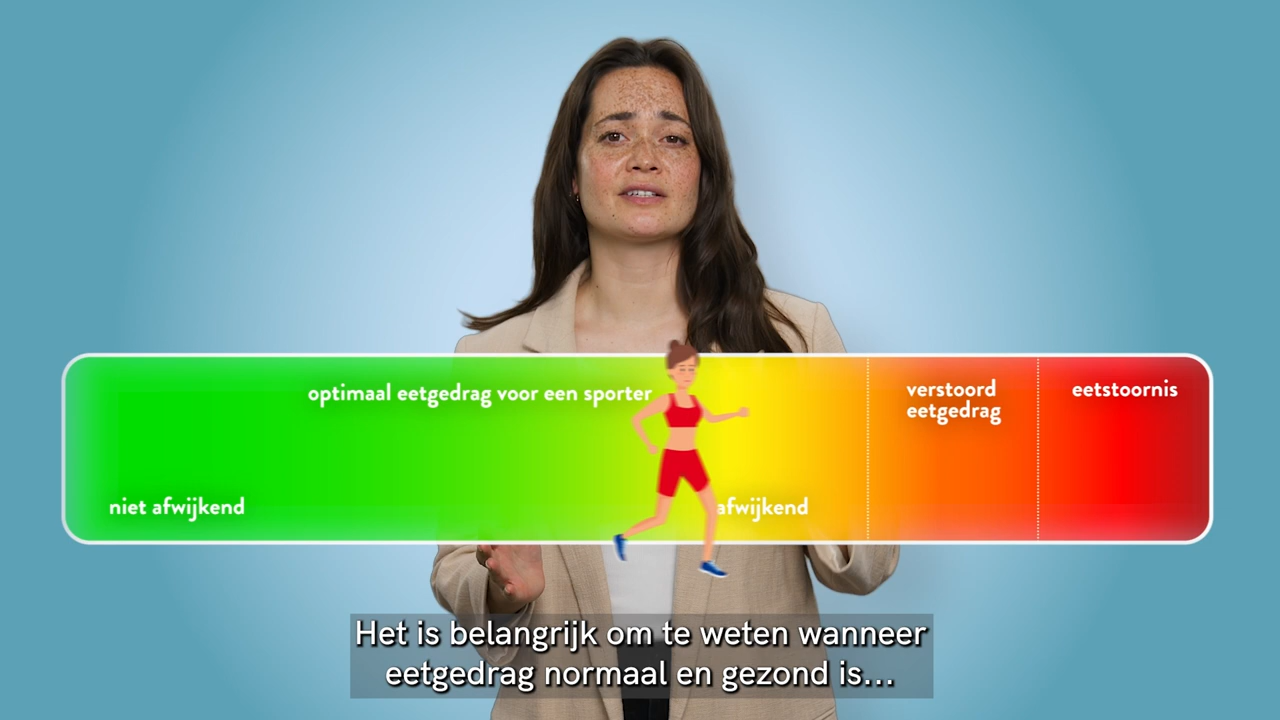 optimaal eetgedrag voor een sporter
verstoord
eetgedrag
eetstoornis
niet afwijkend
afwijkend
Het is belangrijk om te weten wanneer
eetgedrag normaal en gezond is...